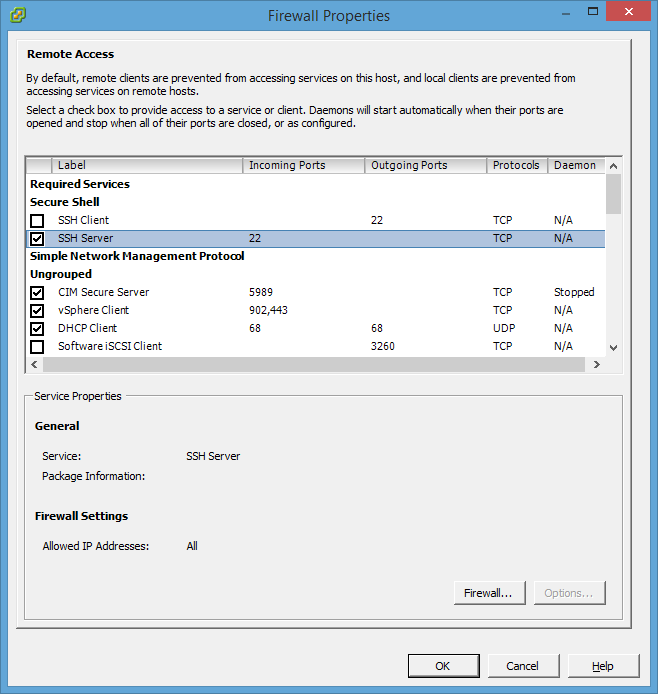 Firewall Properties
Remote Access
By default, remote clients are prevented from accessing services on this host, and local clients are prevented from
accessing services on remote hosts.
Select a check box to provide access to a service or client. Daemons will start automatically when their ports are
opened and stop when all of their ports are closed, or as configured.
Label Incoming Ports Outgoing Ports Protocols Daemon
Required Services
Secure Shell
SSH Client 22 TCP N/A
SSH Server 22 TCP N/A
Simple Network Management Protocol
Ungrouped
CIM Secure Server 5989 TCP Stopped
vSphere Client 902,443 TCP N/A
DHCP Client 68 68 UDP N/A
Software iSCSI Client 3260 TCP N/A
Service Properties
General
Service: SSH Server
Package Information:
Firewall Settings
Allowed IP Addresses: All
Firewall... Options...
OK Cancel Help